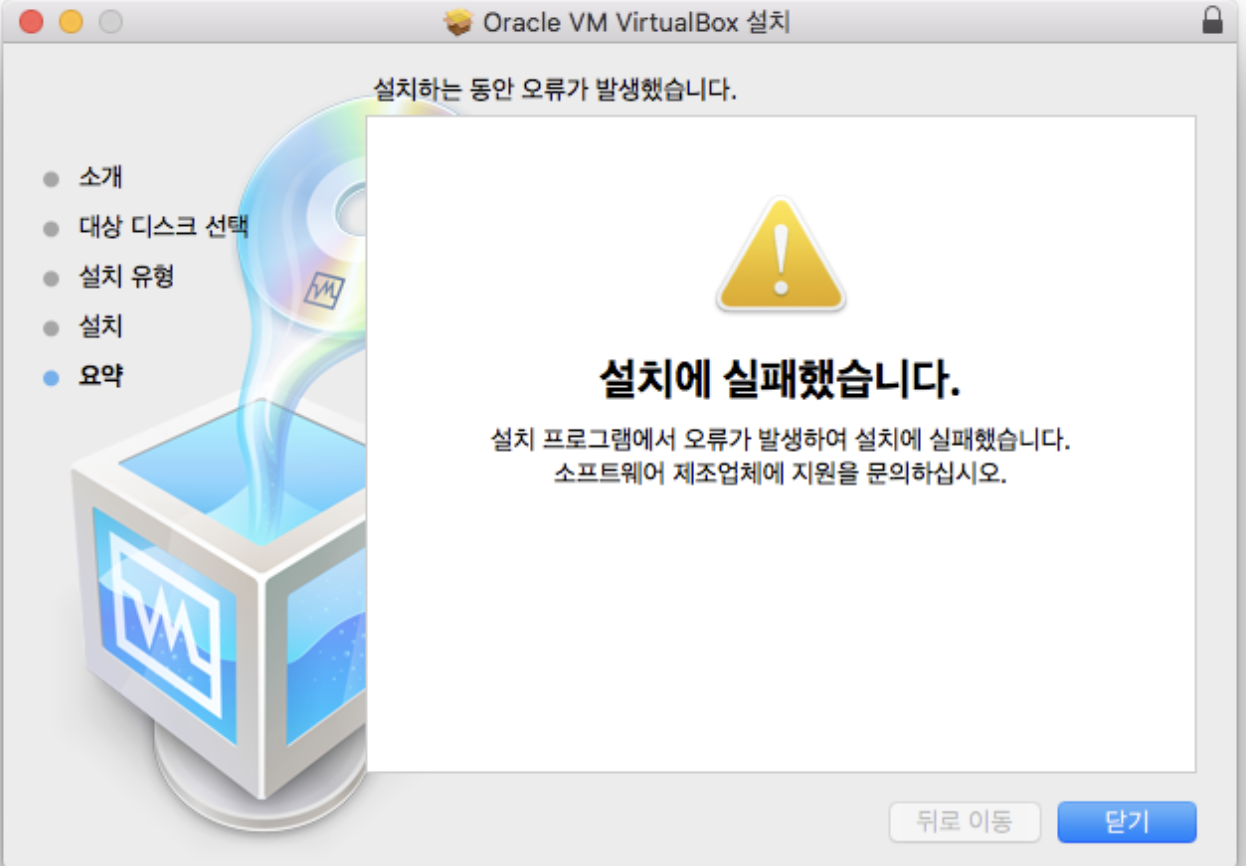 Oracle VM VirtualBox 설치
설치하는 동안 오류가 발생했습니다.
소개
대상 디스크 선택
설치 유형
설치
요약
설치에 실패했습니다.
설치 프로그램에서 오류가 발생하여 설치에 실패했습니다.
소프트웨어 제조업체에 지원을 문의하십시오.
뒤로 이동
닫기